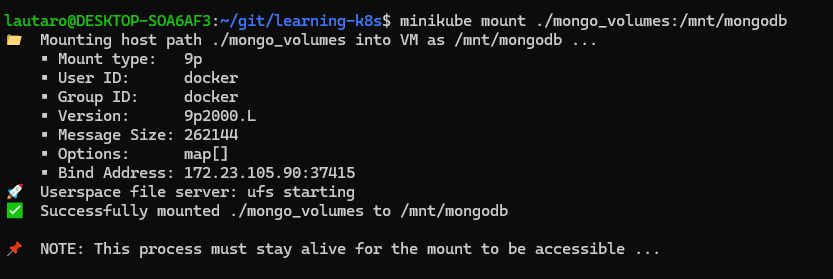 lautaro@DESKTOP-SOA6AF3:~/git/learning-k8s$ minikube mount ./mongo_volumes:/mnt/mongodb
📁  Mounting host path ./mongo_volumes into VM as /mnt/mongodb ...
    ▪ Mount type:   9p
    ▪ User ID:      docker
    ▪ Group ID:     docker
    ▪ Version:      9p2000.L
    ▪ Message Size: 262144
    ▪ Options:      map[]
    ▪ Bind Address: 172.23.105.90:37415
🚀  Userspace file server: ufs starting
✅  Successfully mounted ./mongo_volumes to /mnt/mongodb
📌  NOTE: This process must stay alive for the mount to be accessible ...